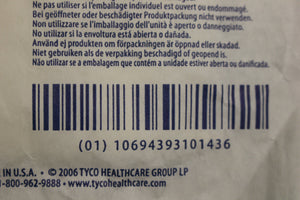 Ne pas utiliser si l'emballage individuel est ouvert ou endommagé.
Bei geöffneter oder beschädigter Produktpackung nicht verwenden.
Non utilizzare se l'imballaggio dell'unità è aperto o danneggiato.
No utilizar si la envoltura está abierta o dañada.
Använd ej produkten om förpackningen är öppnad eller skadad.
Niet gebruiken als de verpakking beschadigd of geopend is.
Não utilizar se a embalagem que contém a unidade estiver aberta ou danificada.
(01) 10694393101436
IN U.S.A. • © 2006 TYCO HEALTHCARE GROUP LP
1-800-962-9888 • www.tycohealthcare.com